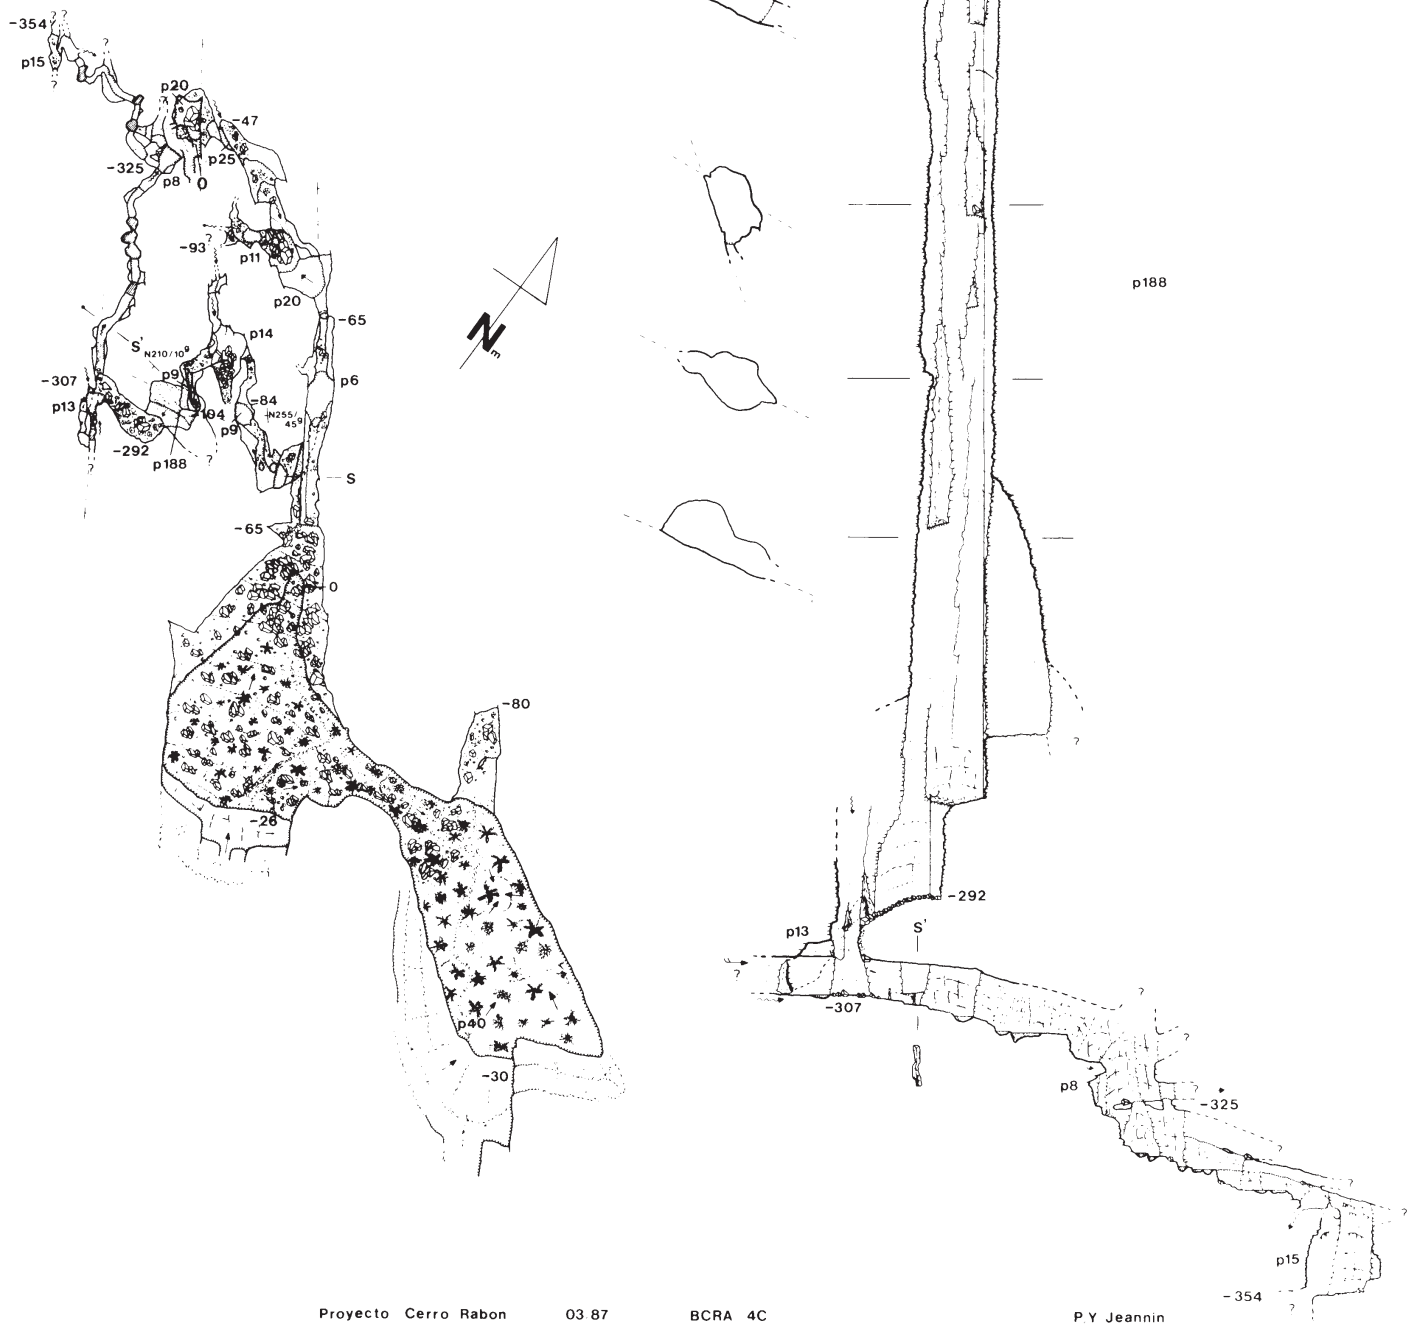 -354 ? ?
p15
?
?
p20
-47
-325
p25
p8
0
-93 ?
p11
p20
-65
p14
S' N210/10g
p9
-307
p6
p13
-84
-104
N255/45g
p9
-292
p188
?
?
S
-65
0
-80
-26
p40
-30
N m
p188
?
-292
p13
S'
?
-307
?
?
p8
-325
?
?
?
p15
-354
?
Proyecto Cerro Rabon 03.87 BCRA 4C P.Y Jeannin